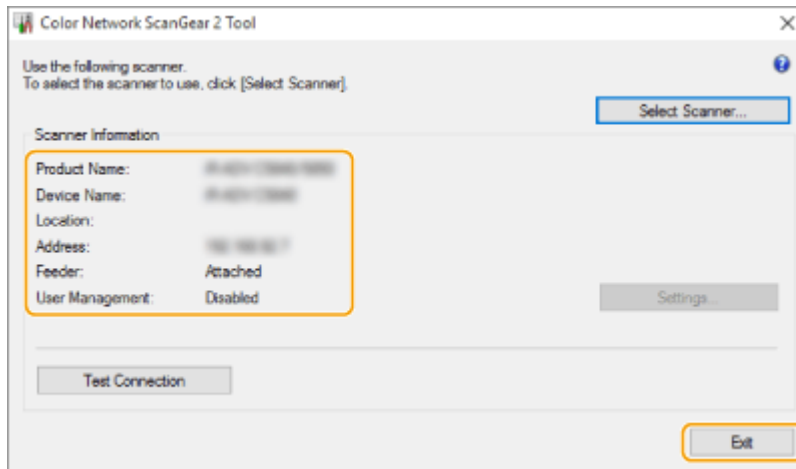 Color Network ScanGear 2 Tool
Use the following scanner.
To select the scanner to use, click [Select Scanner].
Select Scanner...
Scanner Information
Product Name:
Device Name:
Location:
Address:
Feeder: Attached
User Management: Disabled
Settings...
Test Connection
Exit